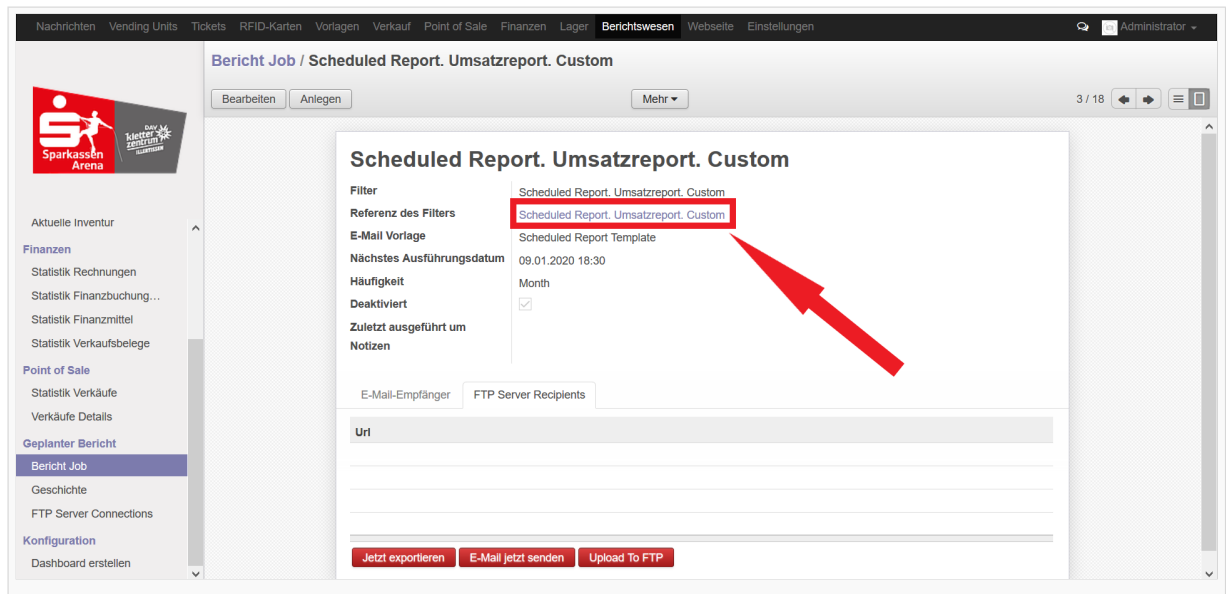 Nachrichten Vending Units Tickets RFID-Karten Vorlagen Verkauf Point of Sale Finanzen Lager Berichtswesen Webseite Einstellungen Administrator
Bericht Job / Scheduled Report. Umsatzreport. Custom
Bearbeiten Anlegen Mehr 3 / 18
Sparkassen
Arena
DAV
kletter
zentrum
ILLERTISSEN
Aktuelle Inventur
Finanzen
Statistik Rechnungen
Statistik Finanzbuchung…
Statistik Finanzmittel
Statistik Verkaufsbelege
Point of Sale
Statistik Verkäufe
Verkäufe Details
Geplanter Bericht
Bericht Job
Geschichte
FTP Server Connections
Konfiguration
Dashboard erstellen
Scheduled Report. Umsatzreport. Custom
Filter Scheduled Report. Umsatzreport. Custom
Referenz des Filters Scheduled Report. Umsatzreport. Custom
E-Mail Vorlage Scheduled Report Template
Nächstes Ausführungsdatum 09.01.2020 18:30
Häufigkeit Month
Deaktiviert
Zuletzt ausgeführt um
Notizen
E-Mail-Empfänger FTP Server Recipients
Url
Jetzt exportieren E-Mail jetzt senden Upload To FTP